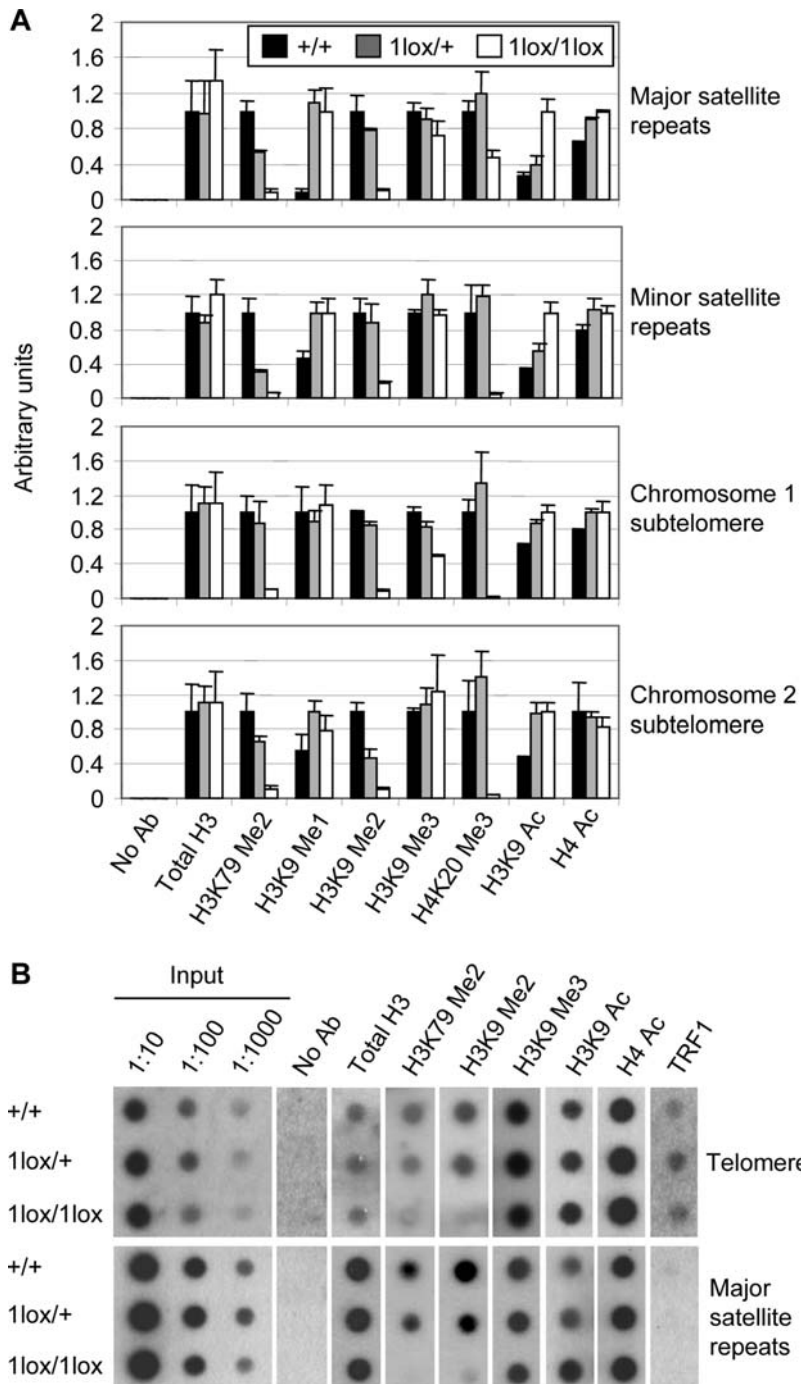 A
+/+ 1lox/+ 1lox/1lox
2
1.6
1.2
0.8
0.4
0
Major satellite
repeats
2
1.6
1.2
0.8
0.4
0
Minor satellite
repeats
2
1.6
1.2
0.8
0.4
0
Chromosome 1
subtelomere
2
1.6
1.2
0.8
0.4
0
Chromosome 2
subtelomere
Arbitrary units
No Ab
Total H3
H3K79 Me2
H3K9 Me1
H3K9 Me2
H3K9 Me3
H4K20 Me3
H3K9 Ac
H4 Ac
B
Input
1:10
1:100
1:1000
No Ab
Total H3
H3K79 Me2
H3K9 Me2
H3K9 Me3
H3K9 Ac
H4 Ac
TRF1
+/+
1lox/+
1lox/1lox
Telomere
+/+
1lox/+
1lox/1lox
Major
satellite
repeats